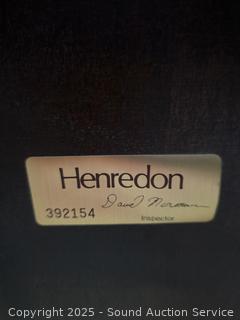 Henredon
392154
Inspector
Copyright 2025 - Sound Auction Service